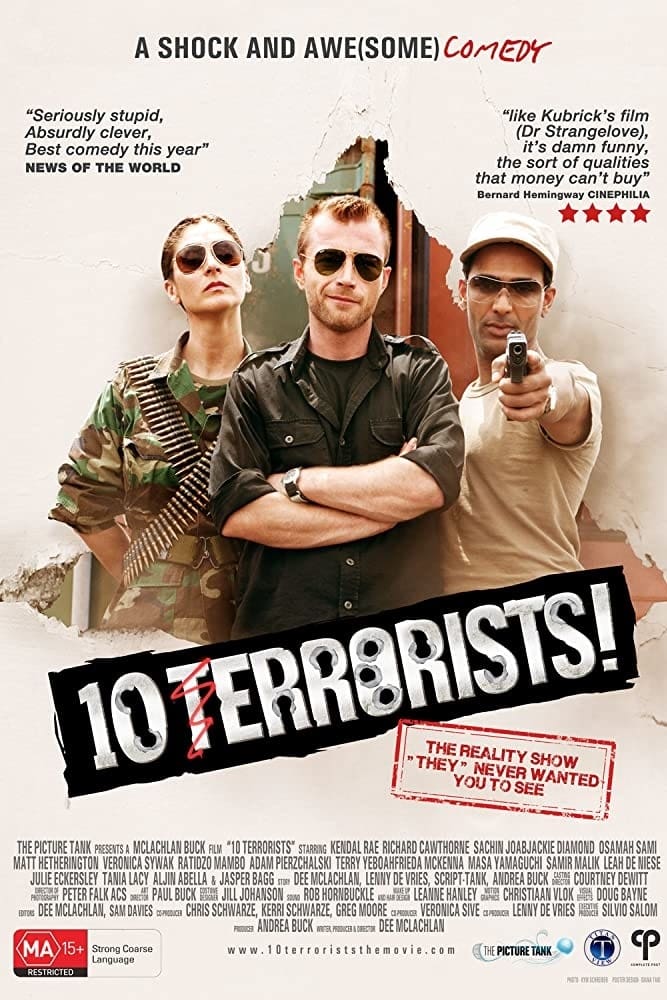 A SHOCK AND AWE(SOME) COMEDY
"Seriously stupid,
Absurdly clever,
Best comedy this year"
NEWS OF THE WORLD
"like Kubrick's film
(Dr Strangelove),
it's damn funny,
the sort of qualities
that money can't buy"
Bernard Hemingway CINEPHILIA
10 TERRORISTS!
THE REALITY SHOW
"THEY" NEVER WANTED
YOU TO SEE
THE PICTURE TANK PRESENTS A MCLACHLAN BUCK FILM "10 TERRORISTS" STARRING KENDAL RAE RICHARD CAWTHORNE SACHIN JOAB JACKIE DIAMOND OSAMAH SAMI
MATT HETHERINGTON VERONICA SYWAK RATIDZO MAMBO ADAM PIERZCHALSKI TERRY YEBOAH FRIEDA MCKENNA MASA YAMAGUCHI SAMIR MALIK LEAH DE NIESE
JULIE ECKERSLEY TANIA LACY ALJIN ABELLA & JASPER BAGG STORY DEE MCLACHLAN, LENNY DE VRIES, SCRIPT-TANK, ANDREA BUCK CASTING DIRECTOR COURTNEY DEWITT
DIRECTOR OF PHOTOGRAPHY PETER FALK ACS ART DIRECTOR PAUL BUCK COSTUME DESIGNER JILL JOHANSON SOUND ROB HORNBUCKLE MAKE UP AND HAIR DESIGN LEANNE HANLEY MOTION GRAPHICS CHRISTIAAN VLOK VISUAL EFFECTS DOUG BAYNE
EDITORS DEE MCLACHLAN, SAM DAVIES CO-PRODUCER CHRIS SCHWARZE, KERRI SCHWARZE, GREG MOORE CO-PRODUCER VERONICA SIVE CO-PRODUCER LENNY DE VRIES EXECUTIVE PRODUCER SILVIO SALOM
PRODUCER ANDREA BUCK WRITER, PRODUCER & DIRECTOR DEE MCLACHLAN
MA 15+
RESTRICTED
Strong Coarse
Language
www.10terroriststhemovie.com
THE PICTURE TANK
TITAN
VIEW
cp
COMPLETE POST